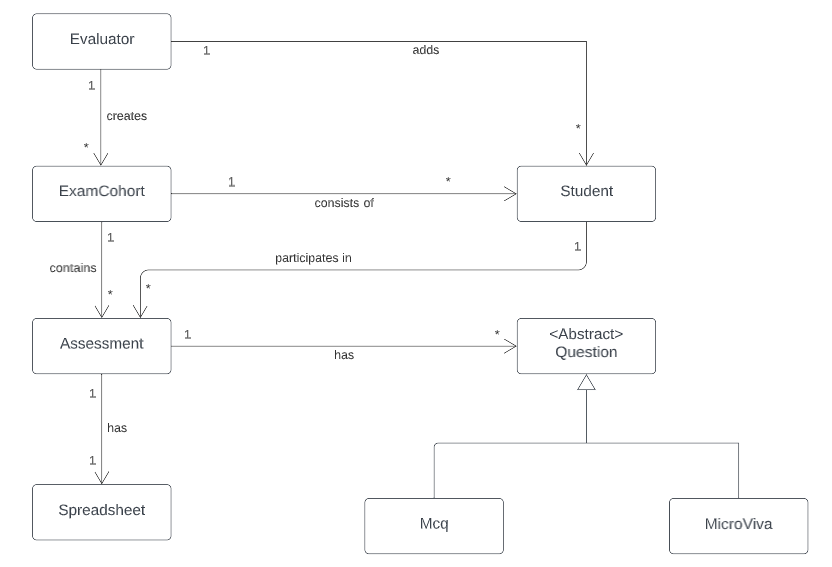 Evaluator
1
adds
1
creates
*
*
ExamCohort
1
*
Student
consists of
1
1
contains
participates in
*
*
Assessment
1
*
<Abstract>
Question
has
1
has
1
Spreadsheet
Mcq
MicroViva